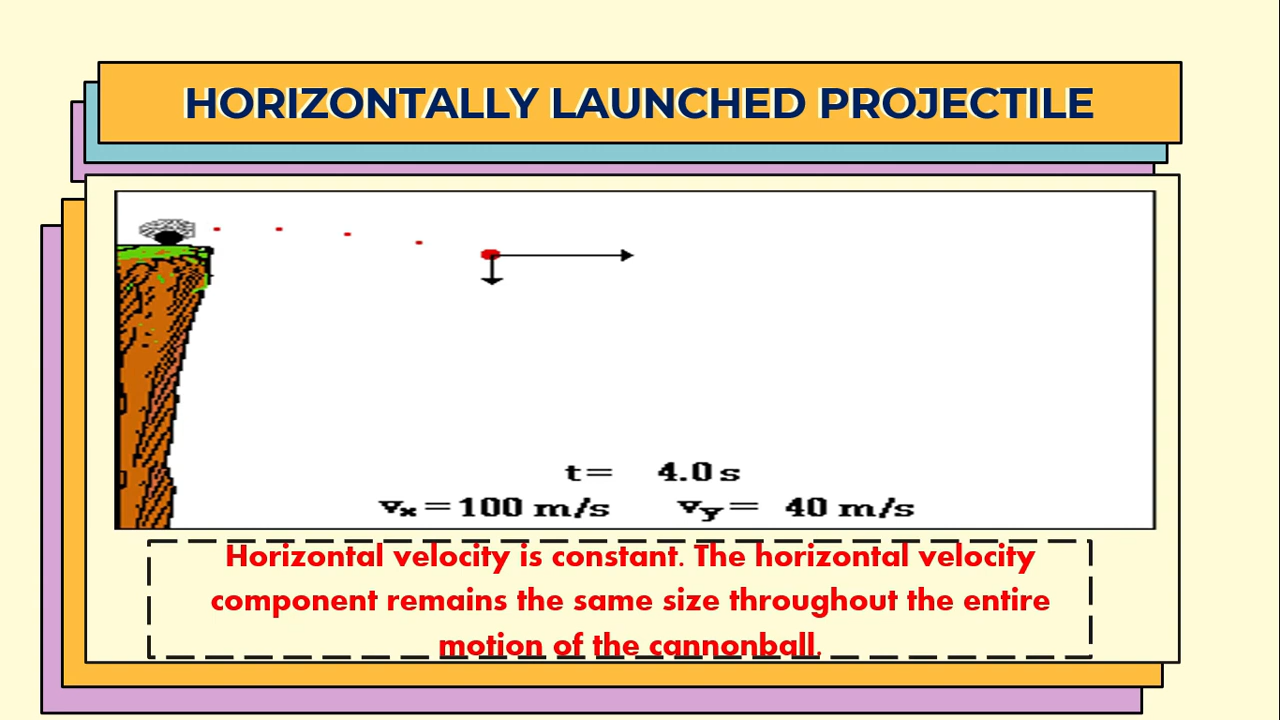 HORIZONTALLY LAUNCHED PROJECTILE
t= 4.0 s
vx = 100 m/s vy = 40 m/s
Horizontal velocity is constant. The horizontal velocity
component remains the same size throughout the entire
motion of the cannonball.